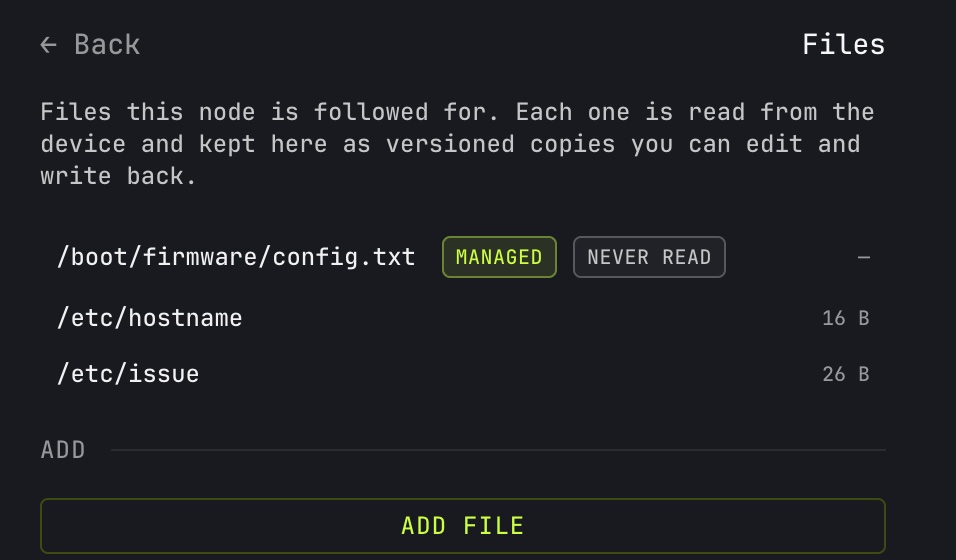 ← Back
Files
Files this node is followed for. Each one is read from the
device and kept here as versioned copies you can edit and
write back.
/boot/firmware/config.txt MANAGED NEVER READ —
/etc/hostname 16 B
/etc/issue 26 B
ADD
ADD FILE